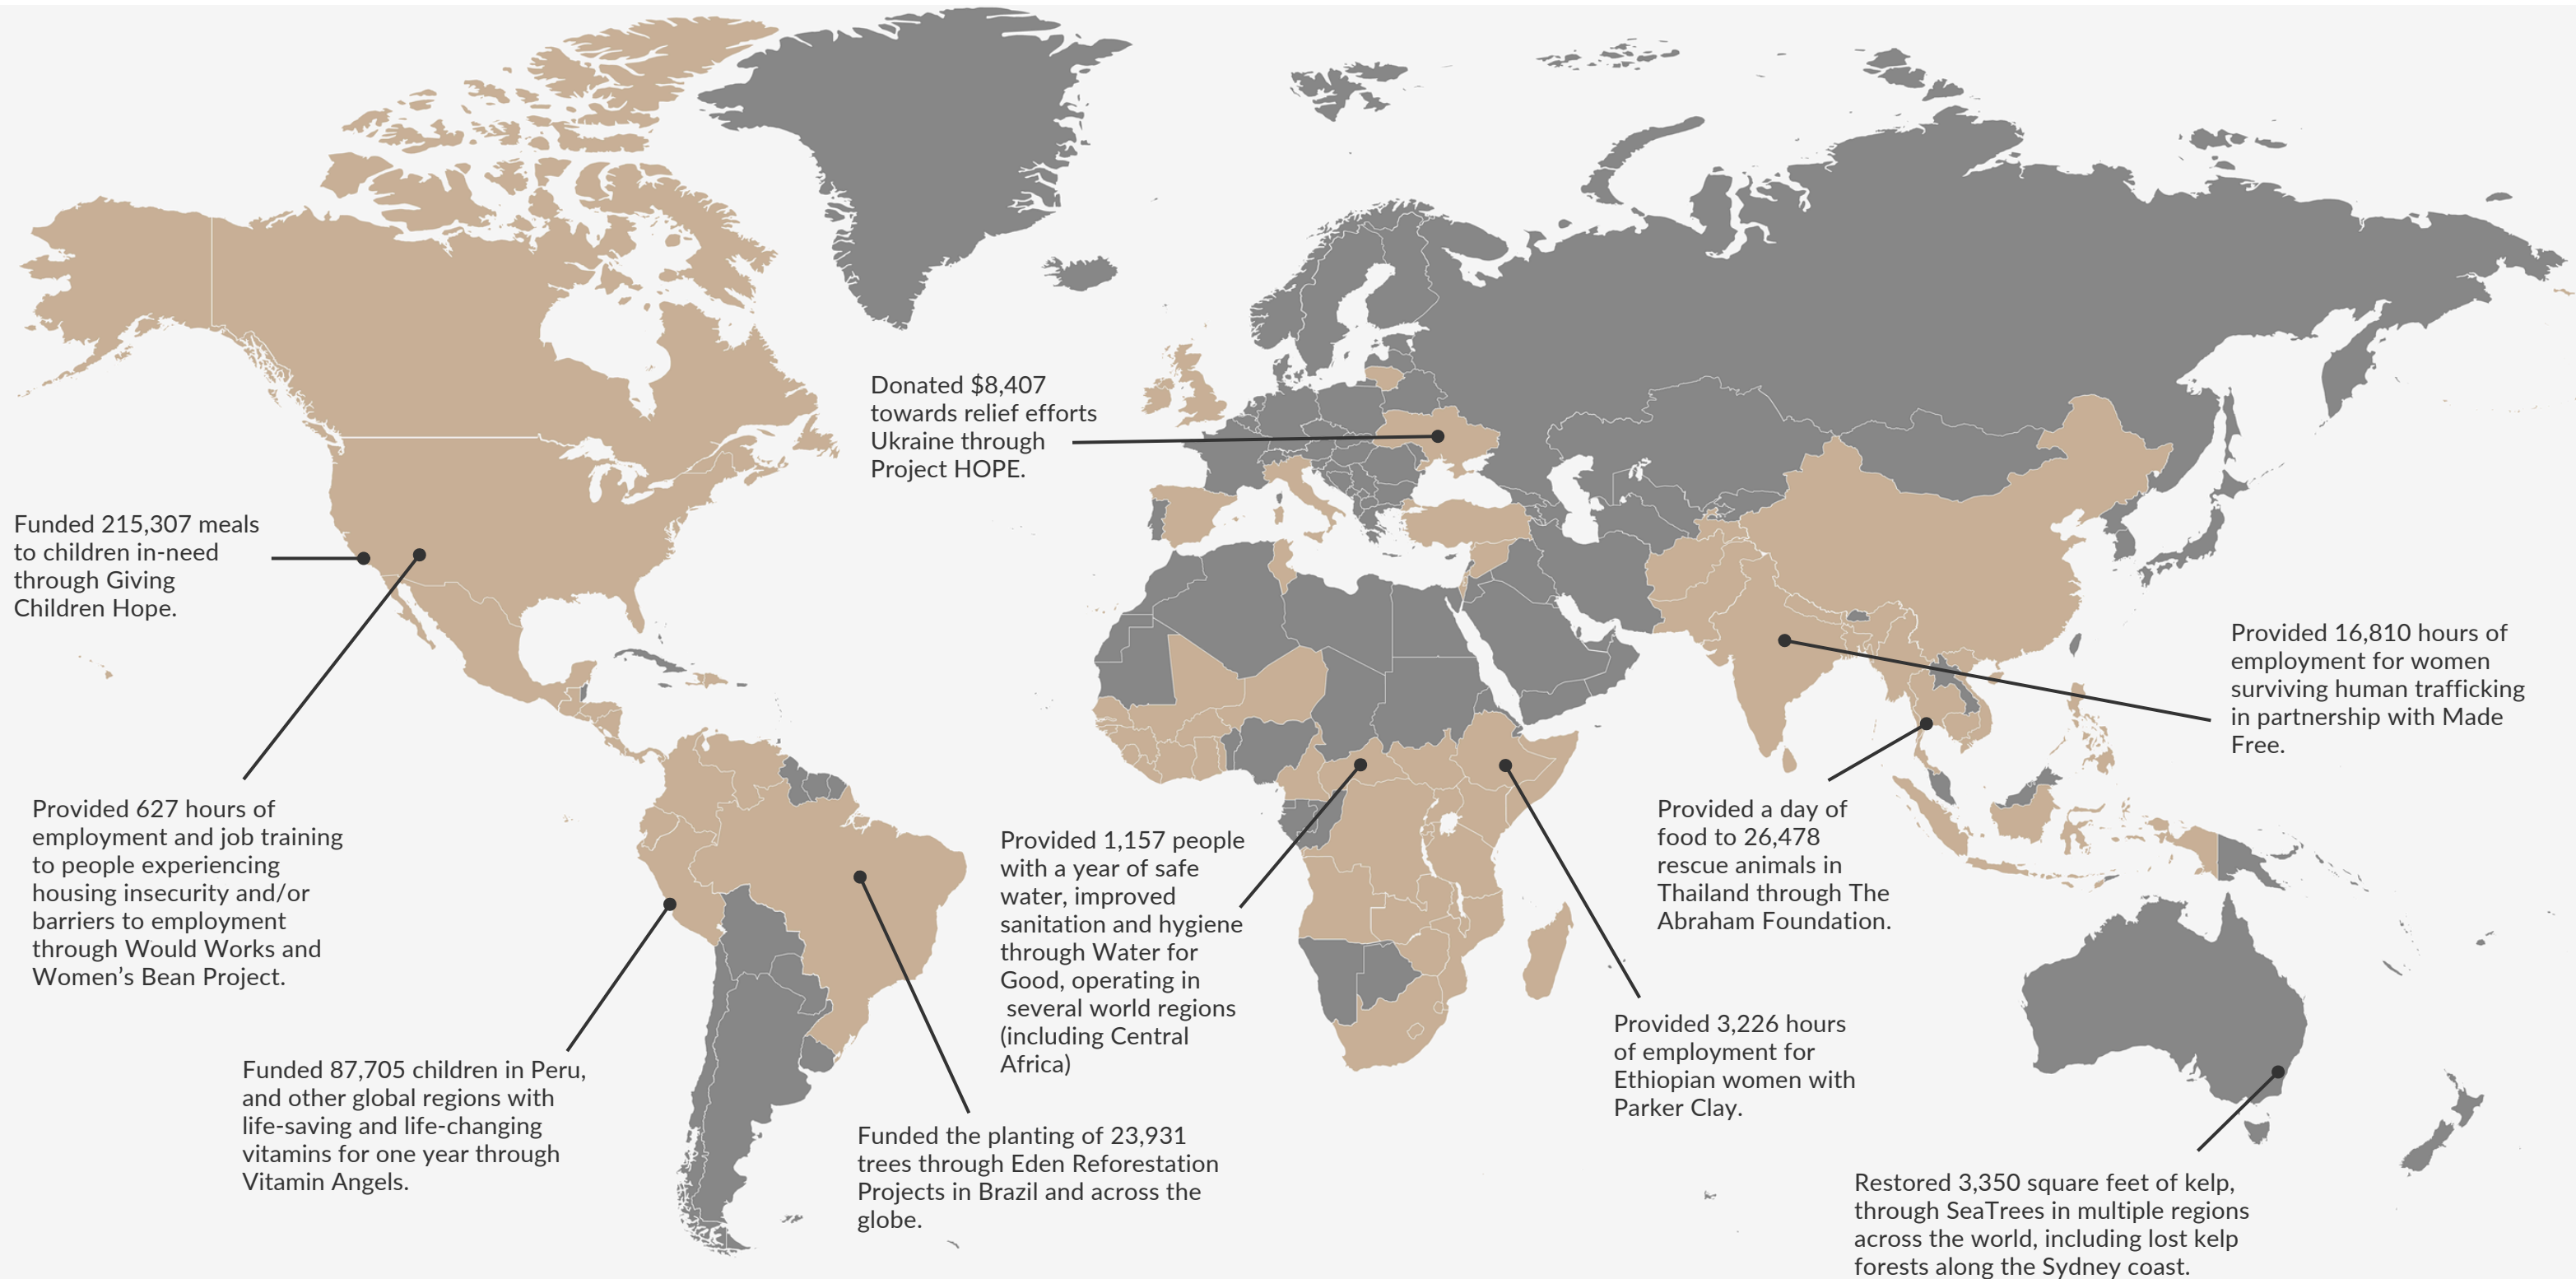 Donated $8,407
towards relief efforts
Ukraine through
Project HOPE.
Funded 215,307 meals
to children in-need
through Giving
Children Hope.
Provided 16,810 hours of
employment for women
surviving human trafficking
in partnership with Made
Free.
Provided 627 hours of
employment and job training
to people experiencing
housing insecurity and/or
barriers to employment
through Would Works and
Women's Bean Project.
Provided 1,157 people
with a year of safe
water, improved
sanitation and hygiene
through Water for
Good, operating in
several world regions
(including Central
Africa)
Provided a day of
food to 26,478
rescue animals in
Thailand through The
Abraham Foundation.
Provided 3,226 hours
of employment for
Ethiopian women with
Parker Clay.
Funded 87,705 children in Peru,
and other global regions with
life-saving and life-changing
vitamins for one year through
Vitamin Angels.
Funded the planting of 23,931
trees through Eden Reforestation
Projects in Brazil and across the
globe.
Restored 3,350 square feet of kelp,
through SeaTrees in multiple regions
across the world, including lost kelp
forests along the Sydney coast.